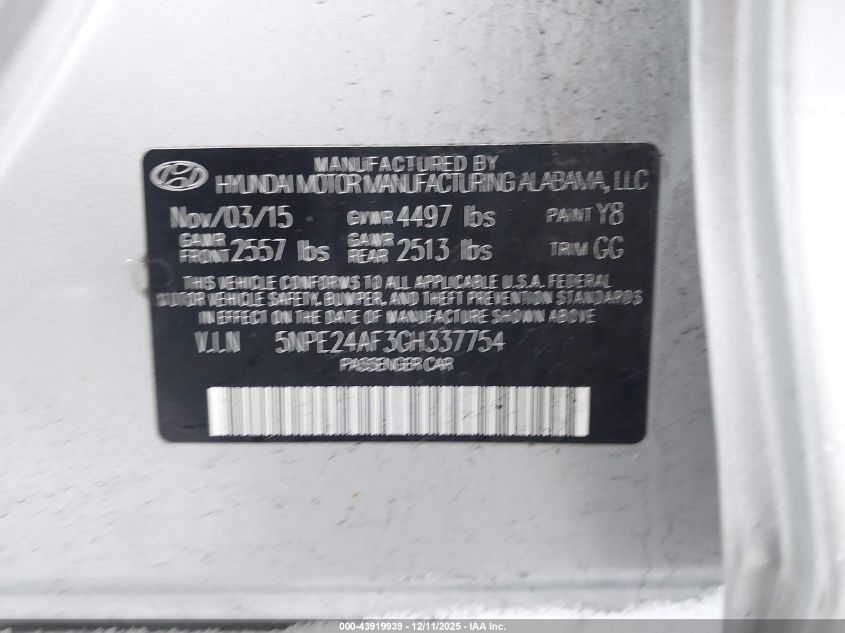 MANUFACTURED BY
HYUNDAI MOTOR MANUFACTURING ALABAMA, LLC
Nov/03/15 GVWR 4497 lbs PAINT Y8
GAWR FRONT 2557 lbs GAWR REAR 2513 lbs TRIM GG
THIS VEHICLE CONFORMS TO ALL APPLICABLE U.S.A. FEDERAL
MOTOR VEHICLE SAFETY, BUMPER, AND THEFT PREVENTION STANDARDS
IN EFFECT ON THE DATE OF MANUFACTURE SHOWN ABOVE.
V.I.N 5NPE24AF3GH337754
PASSENGER CAR
000-43919939 - 12/11/2025 - IAA Inc.